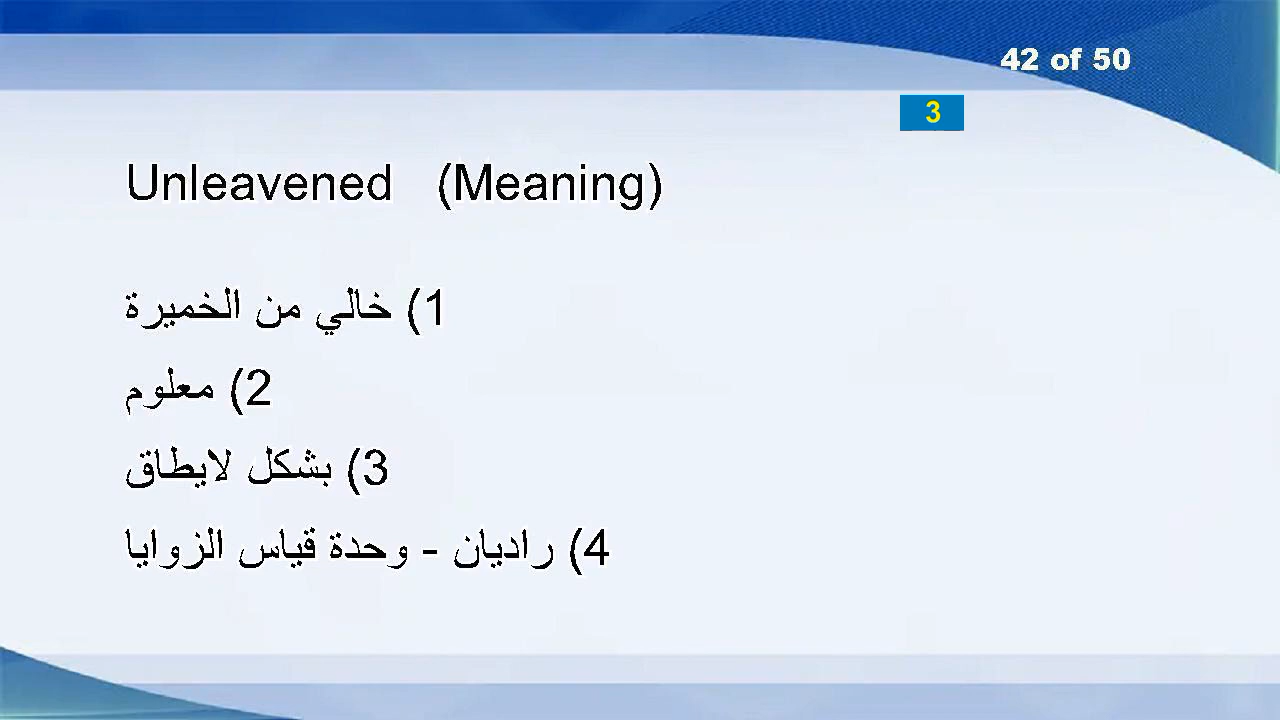 42 of 50
3
Unleavened (Meaning)
1) خالي من الخميرة
2) معلوم
3) بشكل لايطاق
4) راديان - وحدة قياس الزوايا